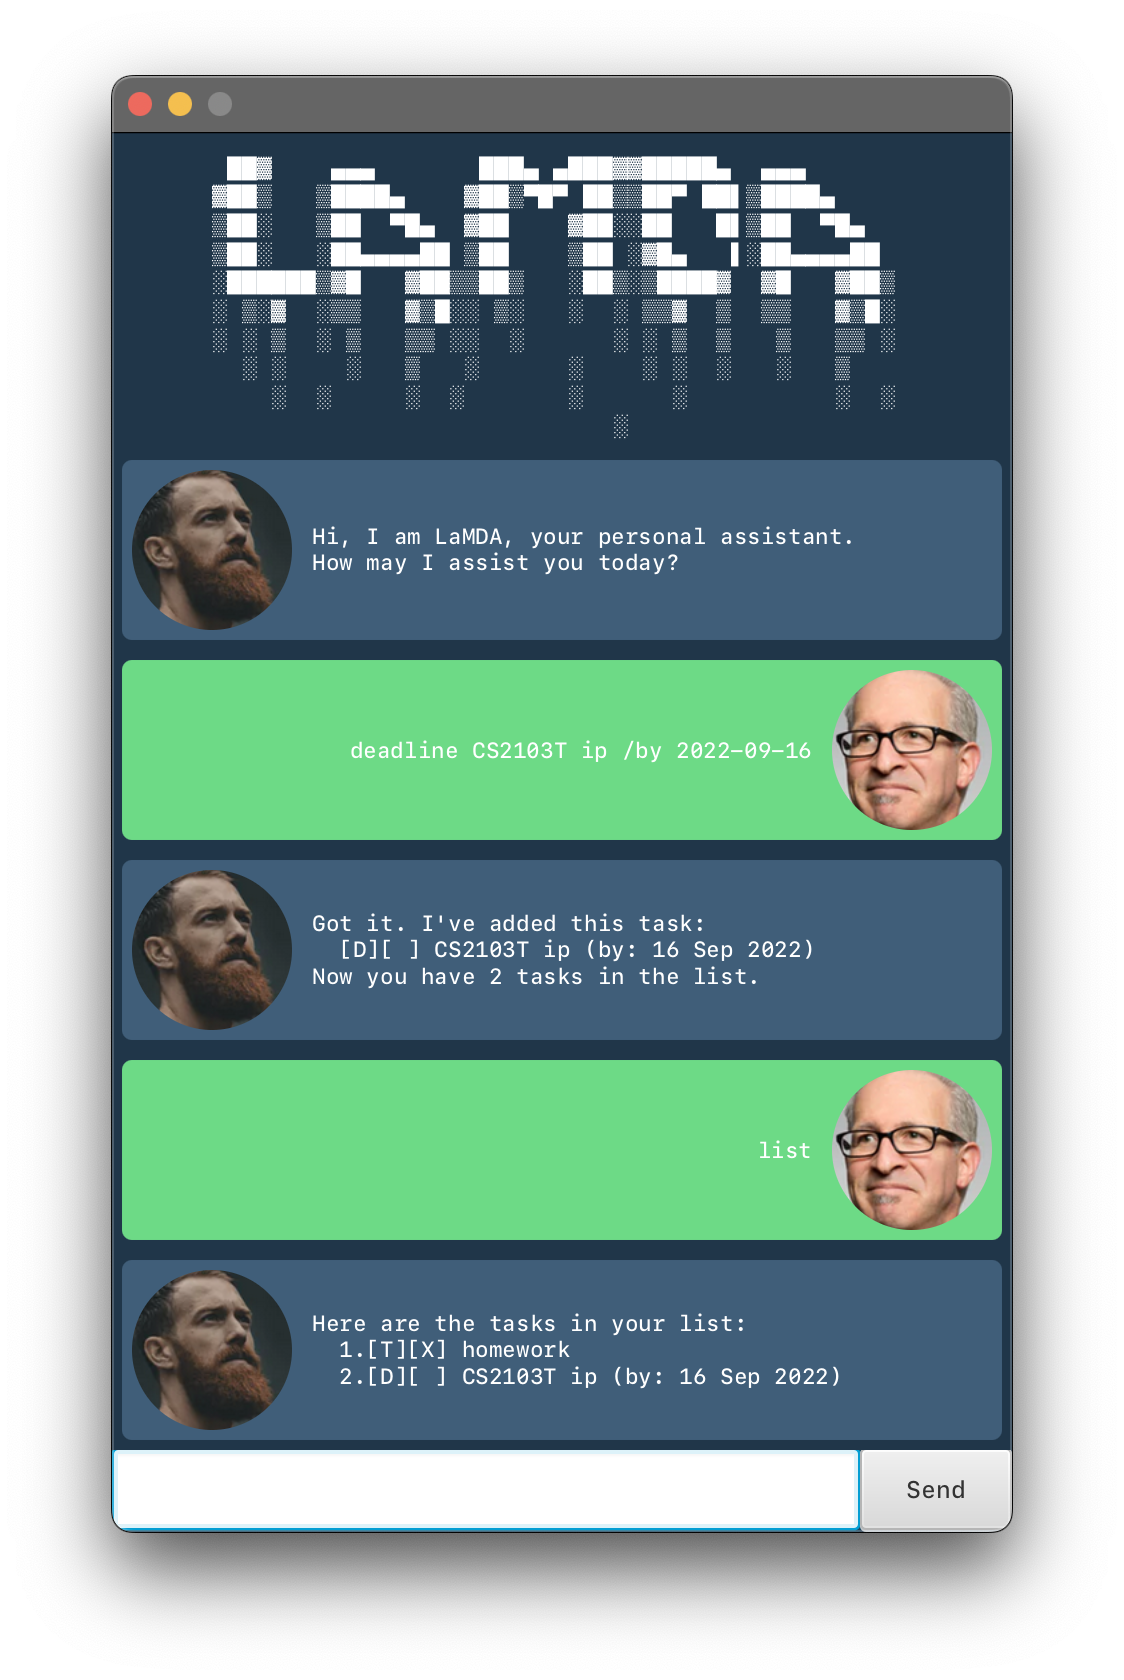 LaMDA
Hi, I am LaMDA, your personal assistant.
How may I assist you today?
deadline CS2103T ip /by 2022-09-16
Got it. I've added this task:
  [D][ ] CS2103T ip (by: 16 Sep 2022)
Now you have 2 tasks in the list.
list
Here are the tasks in your list:
  1.[T][X] homework
  2.[D][ ] CS2103T ip (by: 16 Sep 2022)
Send